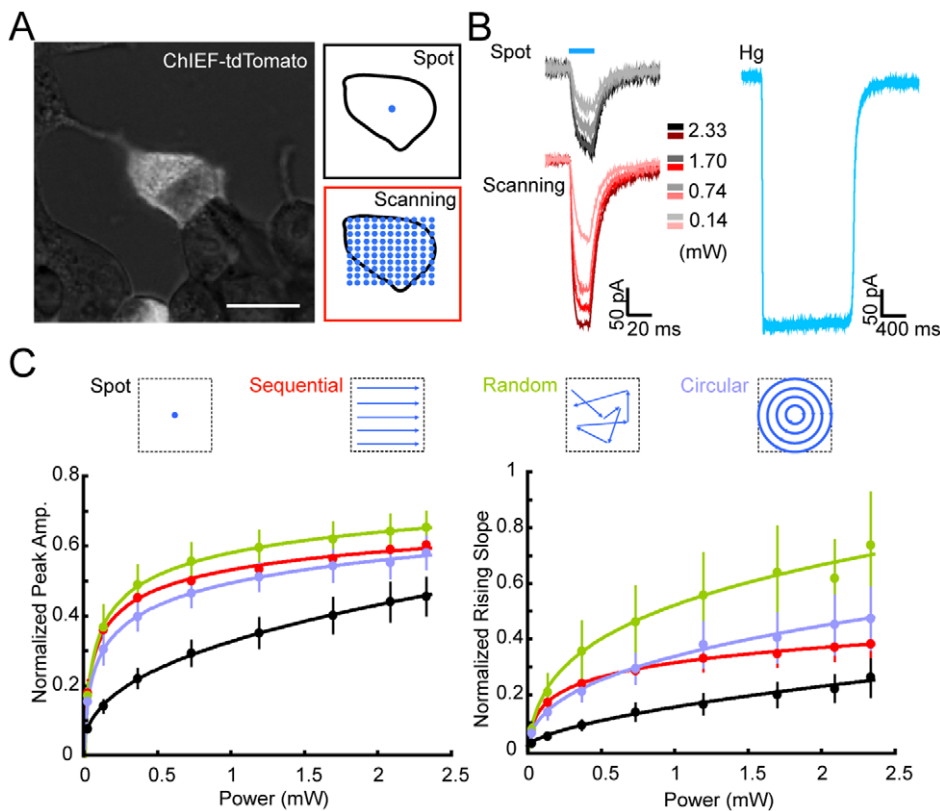 A
ChIEF-tdTomato
Spot
Scanning
B
Spot
Scanning
2.33
1.70
0.74
0.14
(mW)
50 pA
20 ms
Hg
50 pA
400 ms
C
Spot
Sequential
Random
Circular
Normalized Peak Amp.
0.8
0.6
0.4
0.2
0
0
0.5
1
1.5
2
2.5
Power (mW)
Normalized Rising Slope
1
0.8
0.6
0.4
0.2
0
0
0.5
1
1.5
2
2.5
Power (mW)